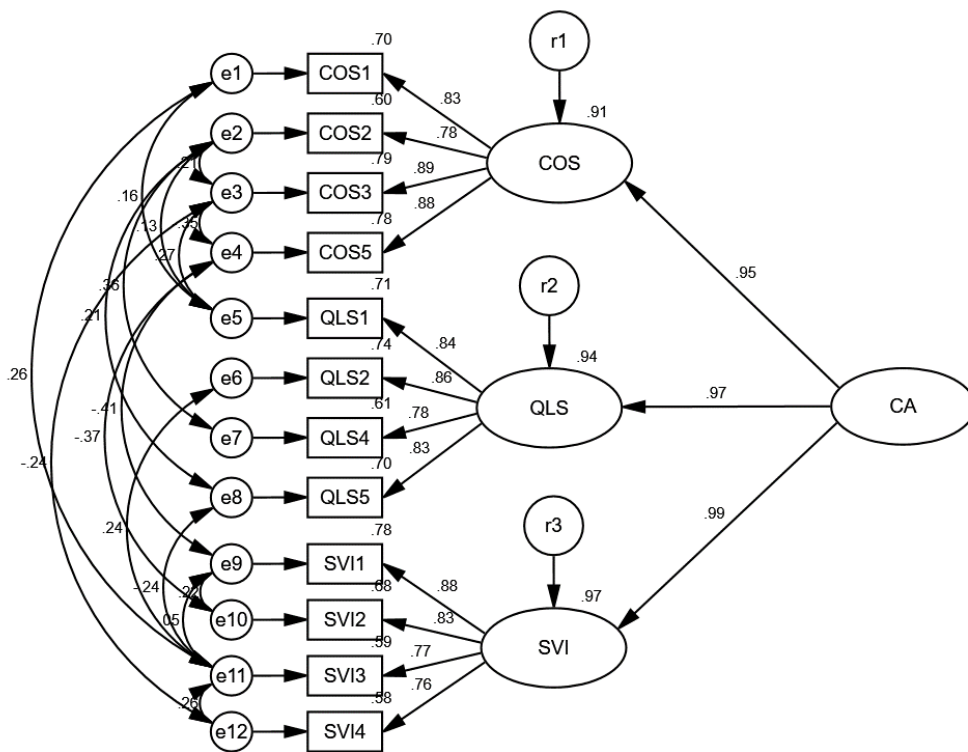 r1
.70
e1
COS1
.83
.91
.60
e2
COS2
.78
COS
.21
.79
e3
COS3
.89
.16
.13
.35
.78
.88
e4
COS5
.27
.95
.71
r2
.36
.21
e5
QLS1
.84
.94
.74
e6
QLS2
.86
.26
QLS
.97
CA
-.41
.61
.78
-.37
e7
QLS4
.83
-.24
.70
e8
QLS5
r3
.24
.78
.99
e9
SVI1
.88
.97
-.24
.22
.68
.83
05
e10
SVI2
SVI
.59
.77
e11
SVI3
.76
.26
.58
e12
SVI4